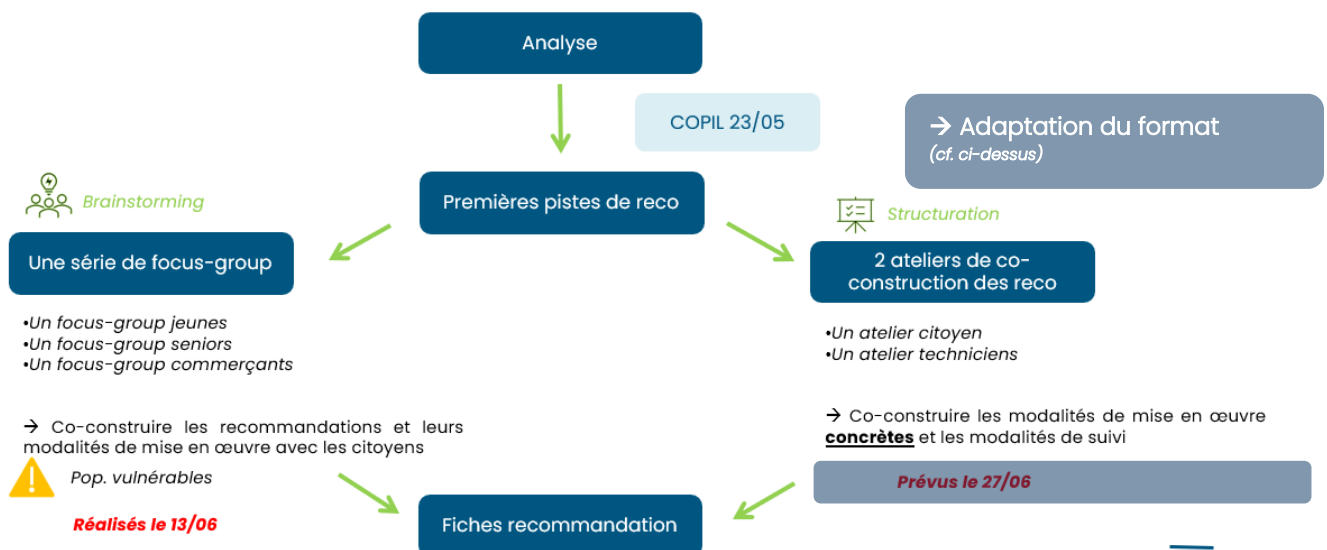 Analyse
COPIL 23/05
→ Adaptation du format
(cf. ci-dessus)
Premières pistes de reco
Brainstorming
Une série de focus-group
•Un focus-group jeunes
•Un focus-group seniors
•Un focus-group commerçants
→ Co-construire les recommandations et leurs
modalités de mise en œuvre avec les citoyens
Pop. vulnérables
Réalisés le 13/06
Structuration
2 ateliers de co-
construction des reco
•Un atelier citoyen
•Un atelier techniciens
→ Co-construire les modalités de mise en œuvre
concrètes et les modalités de suivi
Prévus le 27/06
Fiches recommandation